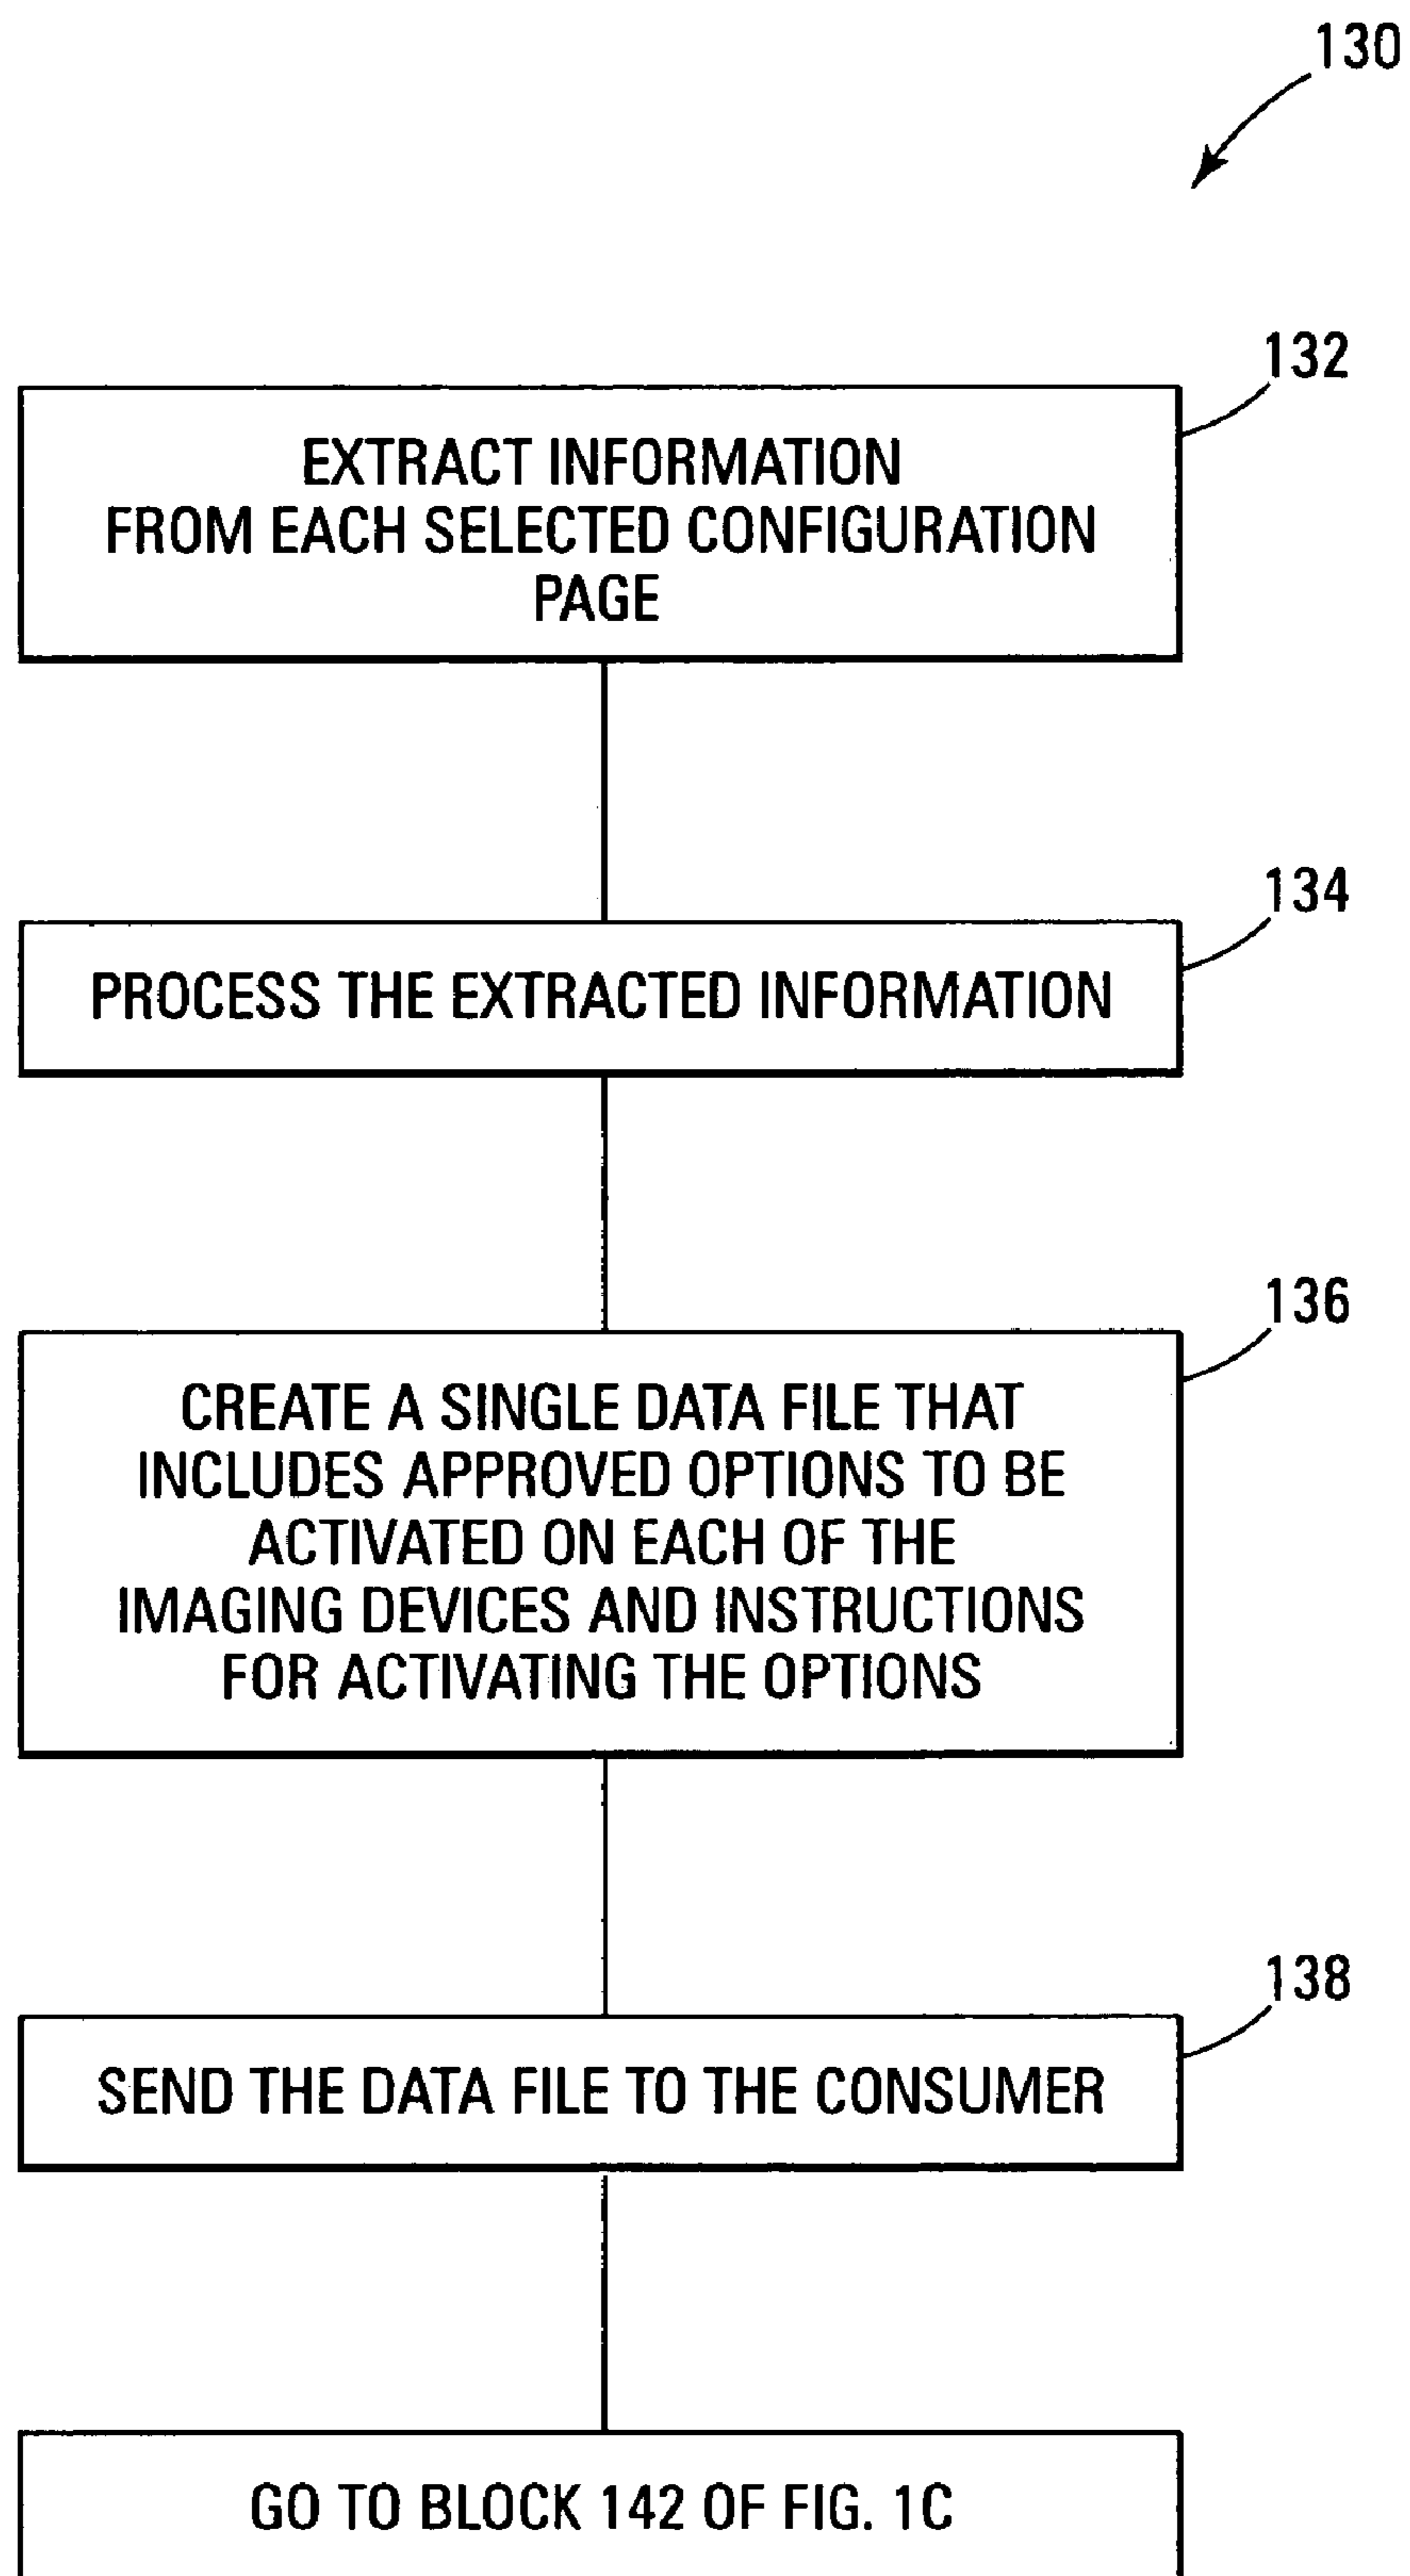 130
132
EXTRACT INFORMATION
FROM EACH SELECTED CONFIGURATION
PAGE
134
PROCESS THE EXTRACTED INFORMATION
136
CREATE A SINGLE DATA FILE THAT
INCLUDES APPROVED OPTIONS TO BE
ACTIVATED ON EACH OF THE
IMAGING DEVICES AND INSTRUCTIONS
FOR ACTIVATING THE OPTIONS
138
SEND THE DATA FILE TO THE CONSUMER
GO TO BLOCK 142 OF FIG. 1C